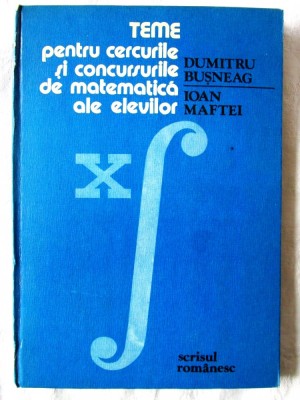 TEME
pentru cercurile
și concursurile
de matematică
ale elevilor
DUMITRU
BUȘNEAG
IOAN
MAFTEI
x∫
scrisul
românesc